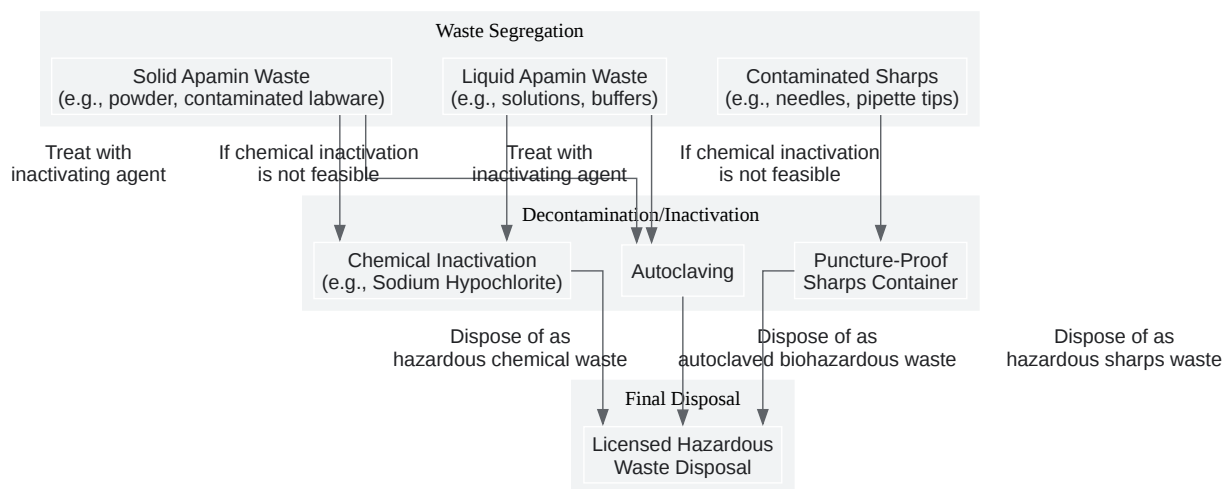 Waste Segregation
Solid Apamin Waste
(e.g., powder, contaminated labware)
Liquid Apamin Waste
(e.g., solutions, buffers)
Contaminated Sharps
(e.g., needles, pipette tips)
Treat with
inactivating agent
If chemical inactivation
is not feasible
Treat with
inactivating agent
If chemical inactivation
is not feasible
Decontamination/Inactivation
Chemical Inactivation
(e.g., Sodium Hypochlorite)
Autoclaving
Puncture-Proof
Sharps Container
Dispose of as
hazardous chemical waste
Dispose of as
autoclaved biohazardous waste
Dispose of as
hazardous sharps waste
Final Disposal
Licensed Hazardous
Waste Disposal